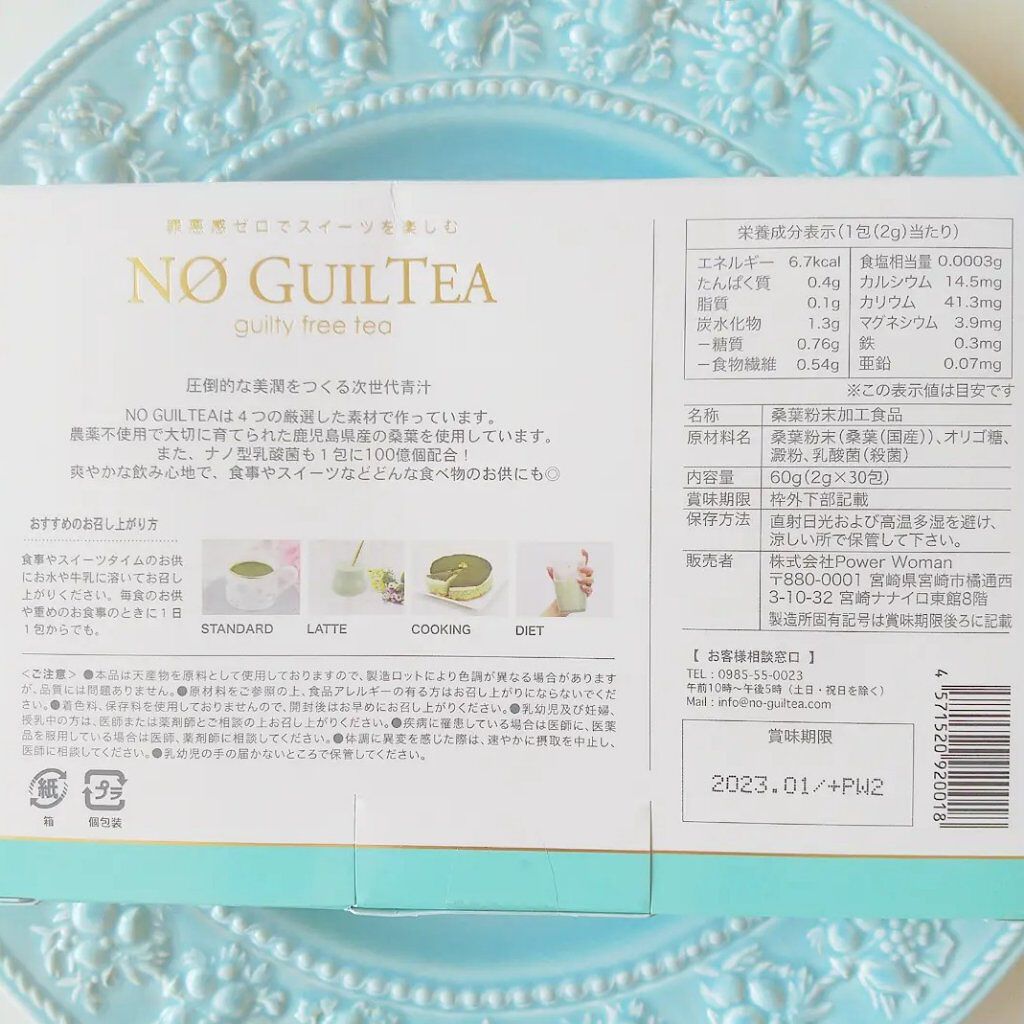 罪悪感ゼロでスイーツを楽しむ
NØ GUILTEA
guilty free tea
圧倒的な美潤をつくる次世代青汁
NO GUILTEAは4つの厳選した素材で作っています。
農薬不使用で大切に育てられた鹿児島県産の桑葉を使用しています。
また、ナノ型乳酸菌も1包に100億個配合!
爽やかな飲み心地で、食事やスイーツなどどんな食べ物のお供にも◎
おすすめのお召し上がり方
食事やスイーツタイムのお供
にお水や牛乳に溶いてお召し
上がりください。毎食のお供
や重めのお食事のときに1日
1包からでも。
STANDARD
LATTE
COOKING
DIET
<ご注意> ●本品は天産物を原料として使用しておりますので、製造ロットにより色調が異なる場合があります
が、品質には問題ありません。●原材料をご参照の上、食品アレルギーの有る方はお召し上がりにならないでくだ
さい。●着色料、保存料を使用しておりませんので、開封後はお早めにお召し上がりください。●乳幼児及び妊婦、
授乳中の方は、医師または薬剤師とご相談の上お召し上がりください。●疾病に罹患している場合は医師に、医薬
品を服用している場合は医師、薬剤師に相談してください。●体調に異変を感じた際は、速やかに摂取を中止し、
医師に相談してください。●乳幼児の手の届かないところで保管してください。
紙
箱
プラ
個包装
栄養成分表示(1包(2g)当たり)
エネルギー 6.7kcal
たんぱく質 0.4g
脂質 0.1g
炭水化物 1.3g
−糖質 0.76g
−食物繊維 0.54g
食塩相当量 0.0003g
カルシウム 14.5mg
カリウム 41.3mg
マグネシウム 3.9mg
鉄 0.3mg
亜鉛 0.07mg
※この表示値は目安です
名称 桑葉粉末加工食品
原材料名 桑葉粉末(桑葉(国産))、オリゴ糖、
澱粉、乳酸菌(殺菌)
内容量 60g(2g×30包)
賞味期限 枠外下部記載
保存方法 直射日光および高温多湿を避け、
涼しい所で保管して下さい。
販売者 株式会社Power Woman
〒880-0001 宮崎県宮崎市橘通西
3-10-32 宮崎ナナイロ東館8階
製造所固有記号は賞味期限後ろに記載
【 お客様相談窓口 】
TEL : 0985-55-0023
午前10時〜午後5時(土日・祝日を除く)
Mail : info@no-guiltea.com
賞味期限
2023.01/+PW2
4 571520 920018